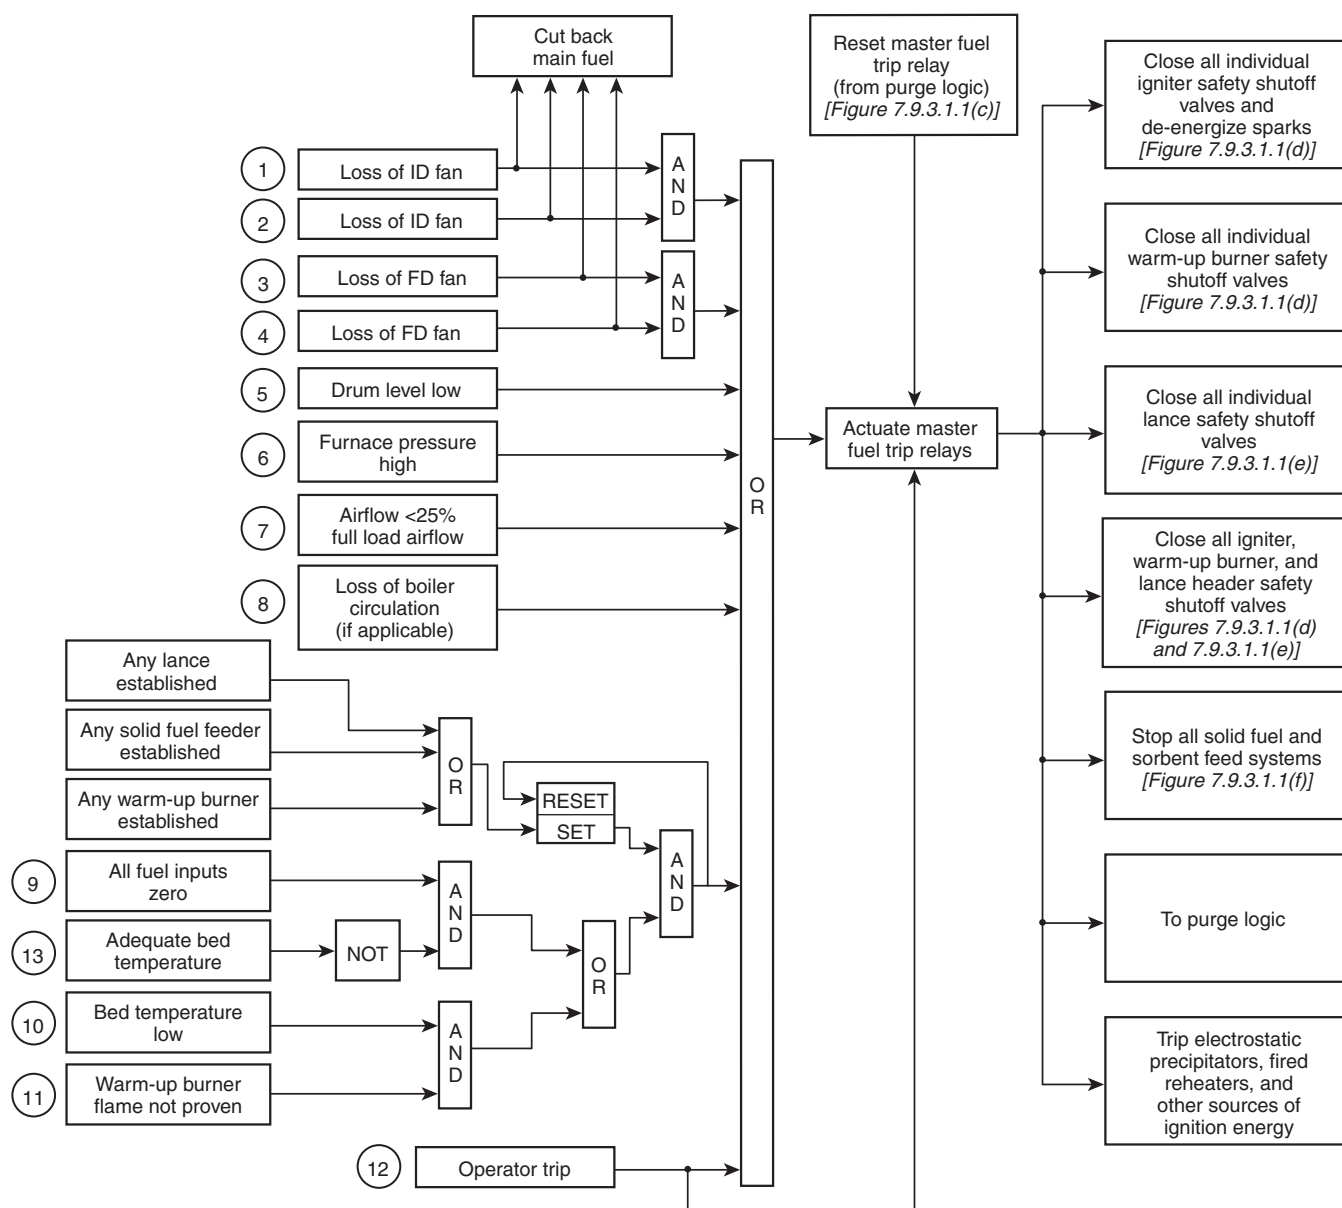 Cut back
main fuel
Reset master fuel
trip relay
(from purge logic)
[Figure 7.9.3.1.1(c)]
Close all individual
igniter safety shutoff
valves and
de-energize sparks
[Figure 7.9.3.1.1(d)]
1
Loss of ID fan
2
Loss of ID fan
AND
3
Loss of FD fan
4
Loss of FD fan
AND
Close all individual
warm-up burner safety
shutoff valves
[Figure 7.9.3.1.1(d)]
5
Drum level low
6
Furnace pressure
high
7
Airflow <25%
full load airflow
8
Loss of boiler
circulation
(if applicable)
OR
Actuate master
fuel trip relays
Close all individual
lance safety shutoff
valves
[Figure 7.9.3.1.1(e)]
Close all igniter,
warm-up burner, and
lance header safety
shutoff valves
[Figures 7.9.3.1.1(d)
and 7.9.3.1.1(e)]
Any lance
established
Any solid fuel feeder
established
Any warm-up burner
established
OR
RESET
SET
AND
Stop all solid fuel and
sorbent feed systems
[Figure 7.9.3.1.1(f)]
9
All fuel inputs
zero
13
Adequate bed
temperature
NOT
AND
OR
10
Bed temperature
low
11
Warm-up burner
flame not proven
AND
To purge logic
Trip electrostatic
precipitators, fired
reheaters, and
other sources of
ignition energy
12
Operator trip